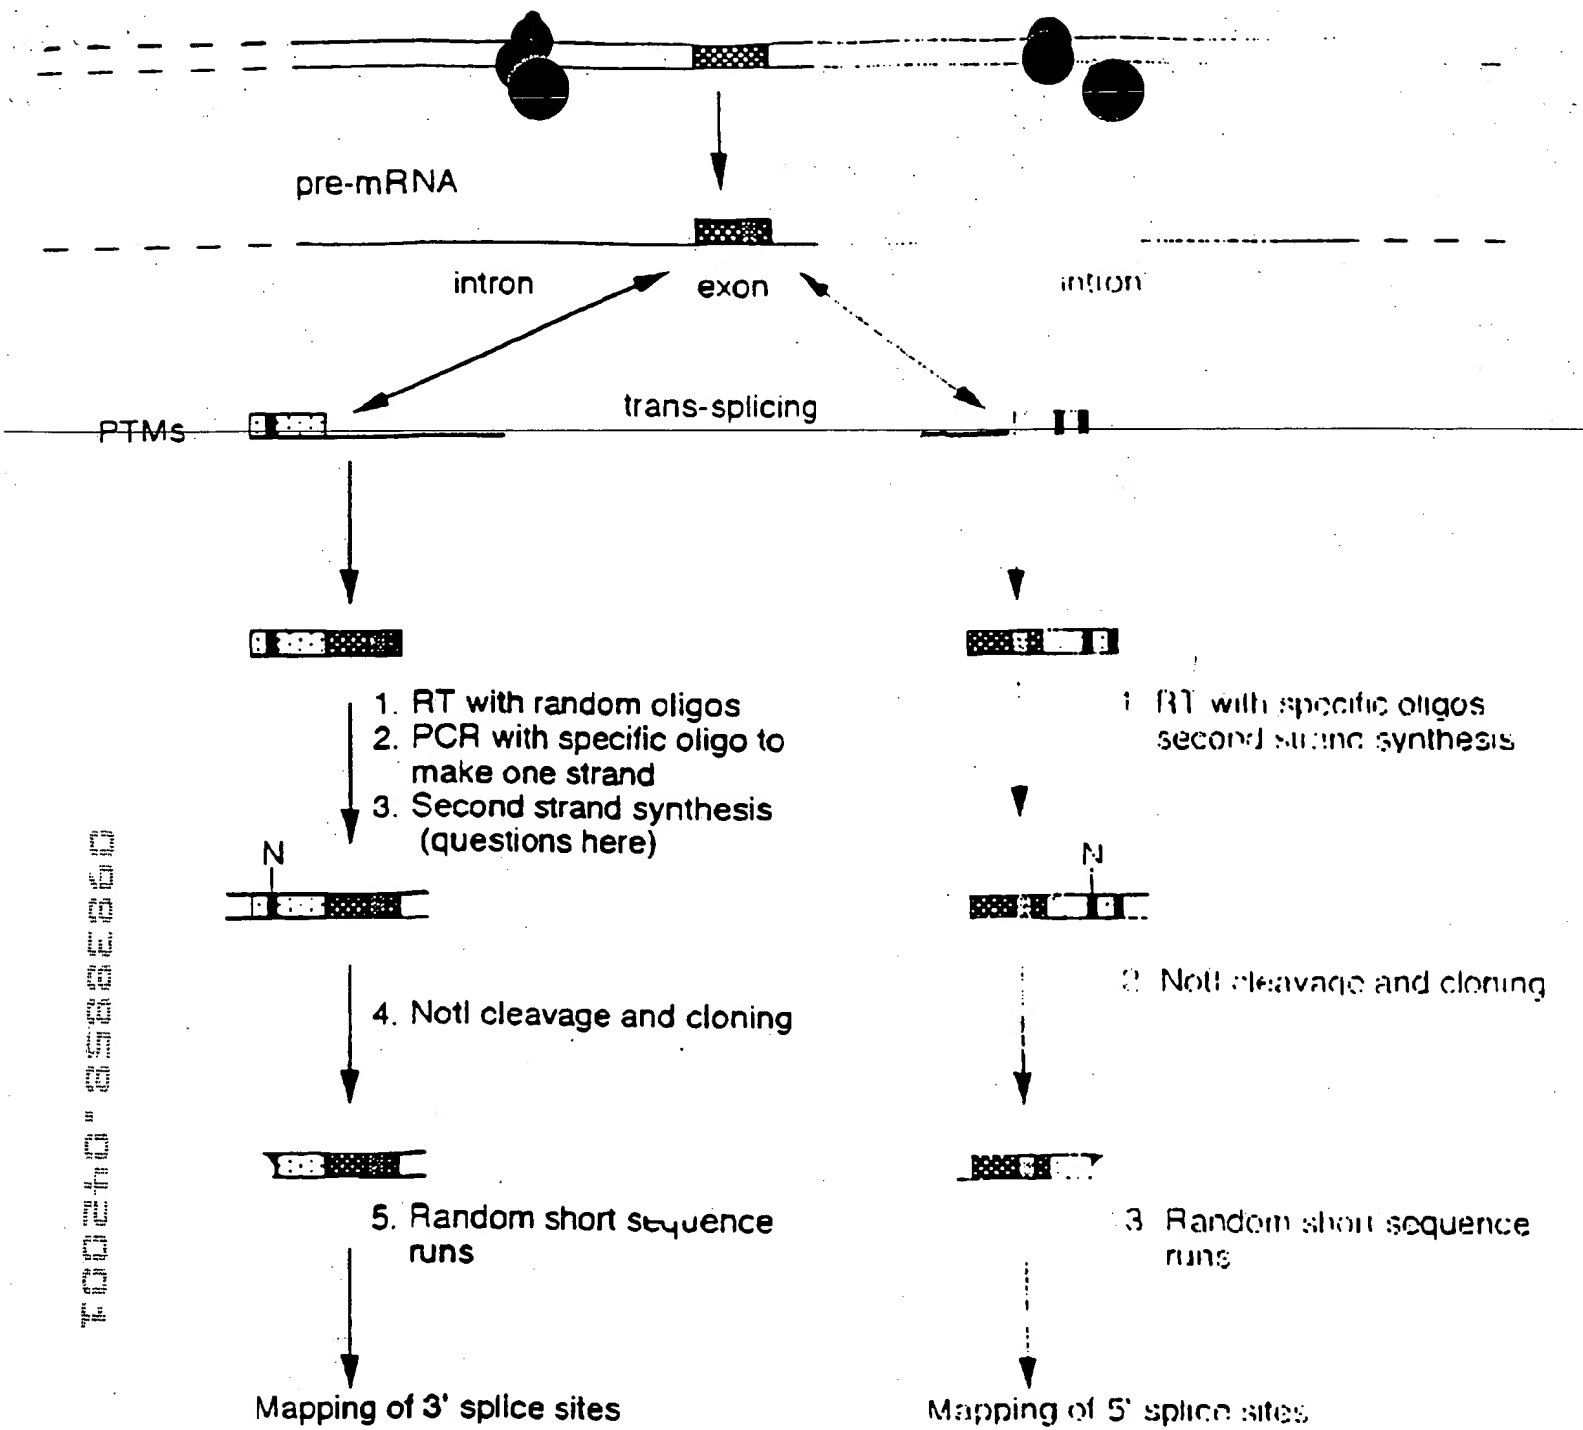 pre-mRNA
intron
exon
intron
trans-splicing
PTMs
1. RT with random oligos
2. PCR with specific oligo to
make one strand
3. Second strand synthesis
(questions here)
N
4. NotI cleavage and cloning
5. Random short sequence
runs
Mapping of 3' splice sites
1 RT with specific oligos
second strand synthesis
N
2 NotI cleavage and cloning
3 Random short sequence
runs
Mapping of 5' splice sites